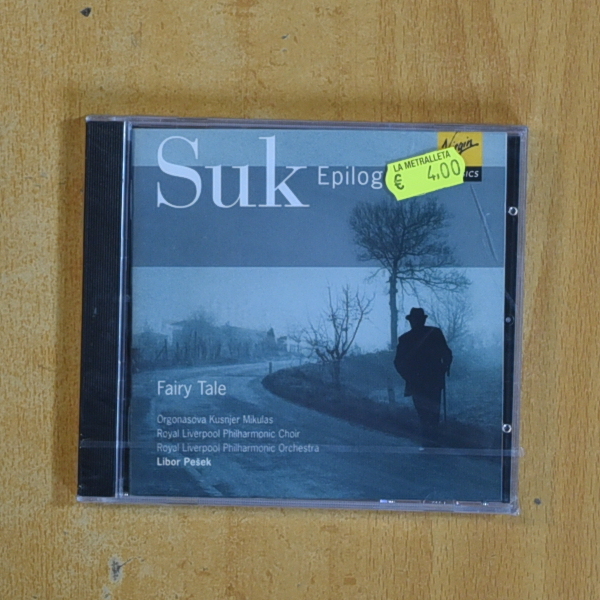 Suk
Epilog
Virgin
LA METRALLETA
€ 4,00
Fairy Tale
Orgonasova Kusnjer Mikulas
Royal Liverpool Philharmonic Choir
Royal Liverpool Philharmonic Orchestra
Libor Pešek